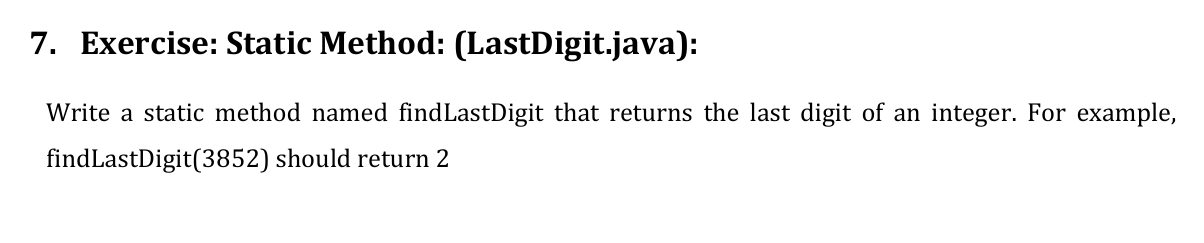 7. Exercise: Static Method: (LastDigit.java):
Write a static method named findLastDigit that returns the last digit of an integer. For example,
findLastDigit(3852) should return 2